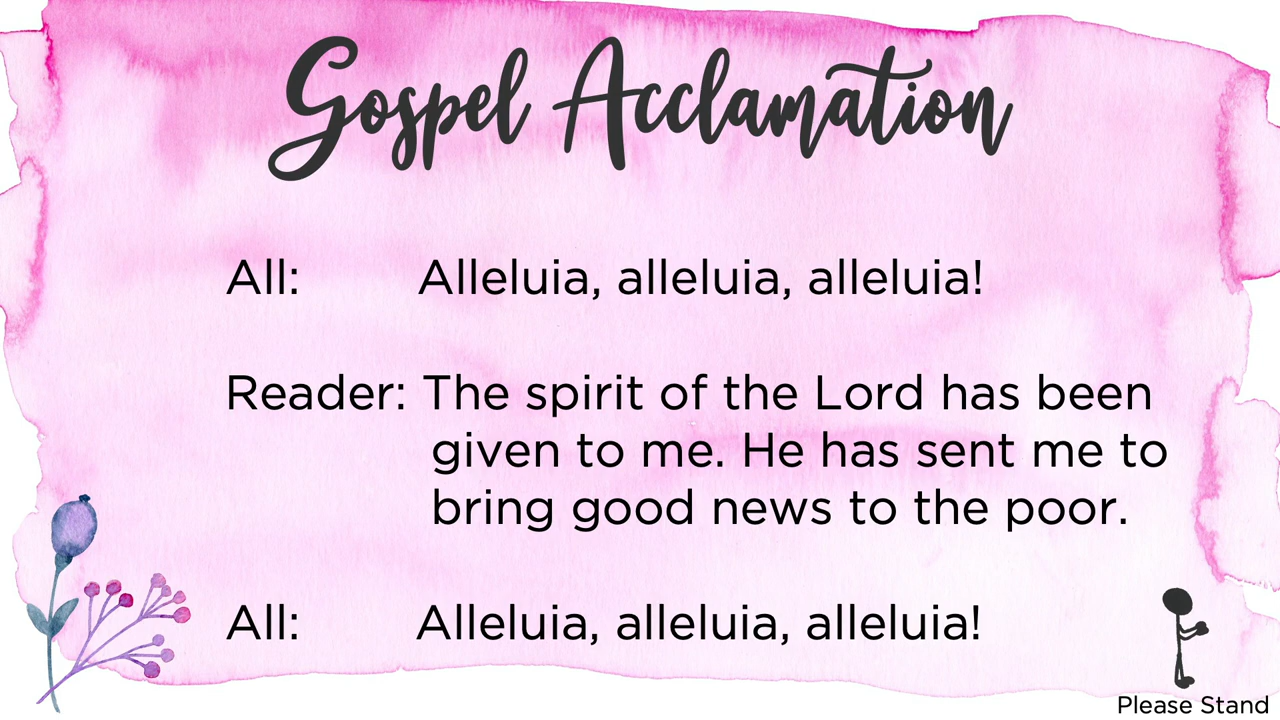 Gospel Acclamation
All: Alleluia, alleluia, alleluia!
Reader: The spirit of the Lord has been
given to me. He has sent me to
bring good news to the poor.
All: Alleluia, alleluia, alleluia!
Please Stand